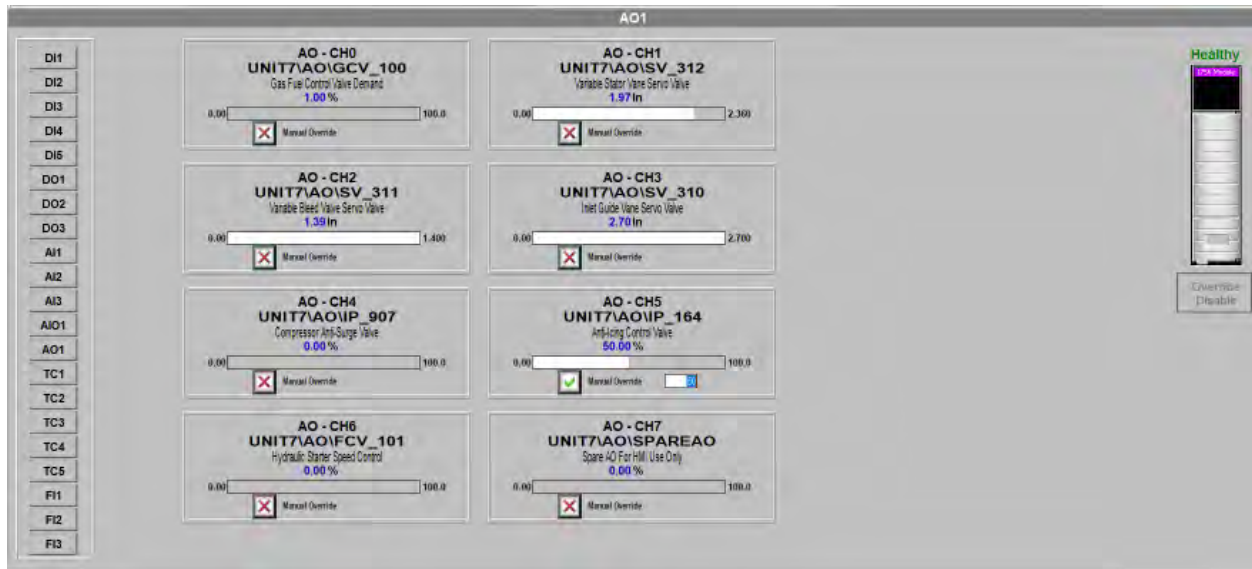 AO1
DI1
DI2
DI3
DI4
DI5
DO1
DO2
DO3
AI1
AI2
AI3
AIO1
AO1
TC1
TC2
TC3
TC4
TC5
FI1
FI2
FI3
AO - CH0
UNIT7\AO\GCV_100
Gas Fuel Control Valve Demand
1.00 %
0.00 100.0
Manual Override
AO - CH1
UNIT7\AO\SV_312
Variable Stator Vane Servo Valve
1.97 In
0.00 2.360
Manual Override
AO - CH2
UNIT7\AO\SV_311
Variable Bleed Valve Servo Valve
1.39 In
0.00 1.400
Manual Override
AO - CH3
UNIT7\AO\SV_310
Inlet Guide Vane Servo Valve
2.70 In
0.00 2.700
Manual Override
AO - CH4
UNIT7\AO\IP_907
Compressor Anti-Surge Valve
0.00 %
0.00 100.0
Manual Override
AO - CH5
UNIT7\AO\IP_164
Anti-Icing Control Valve
50.00 %
0.00 100.0
Manual Override 50
AO - CH6
UNIT7\AO\FCV_101
Hydraulic Starter Speed Control
0.00 %
0.00 100.0
Manual Override
AO - CH7
UNIT7\AO\SPAREAO
Spare AO For HMI Use Only
0.00 %
0.00 100.0
Manual Override
Healthy
Override
Disable